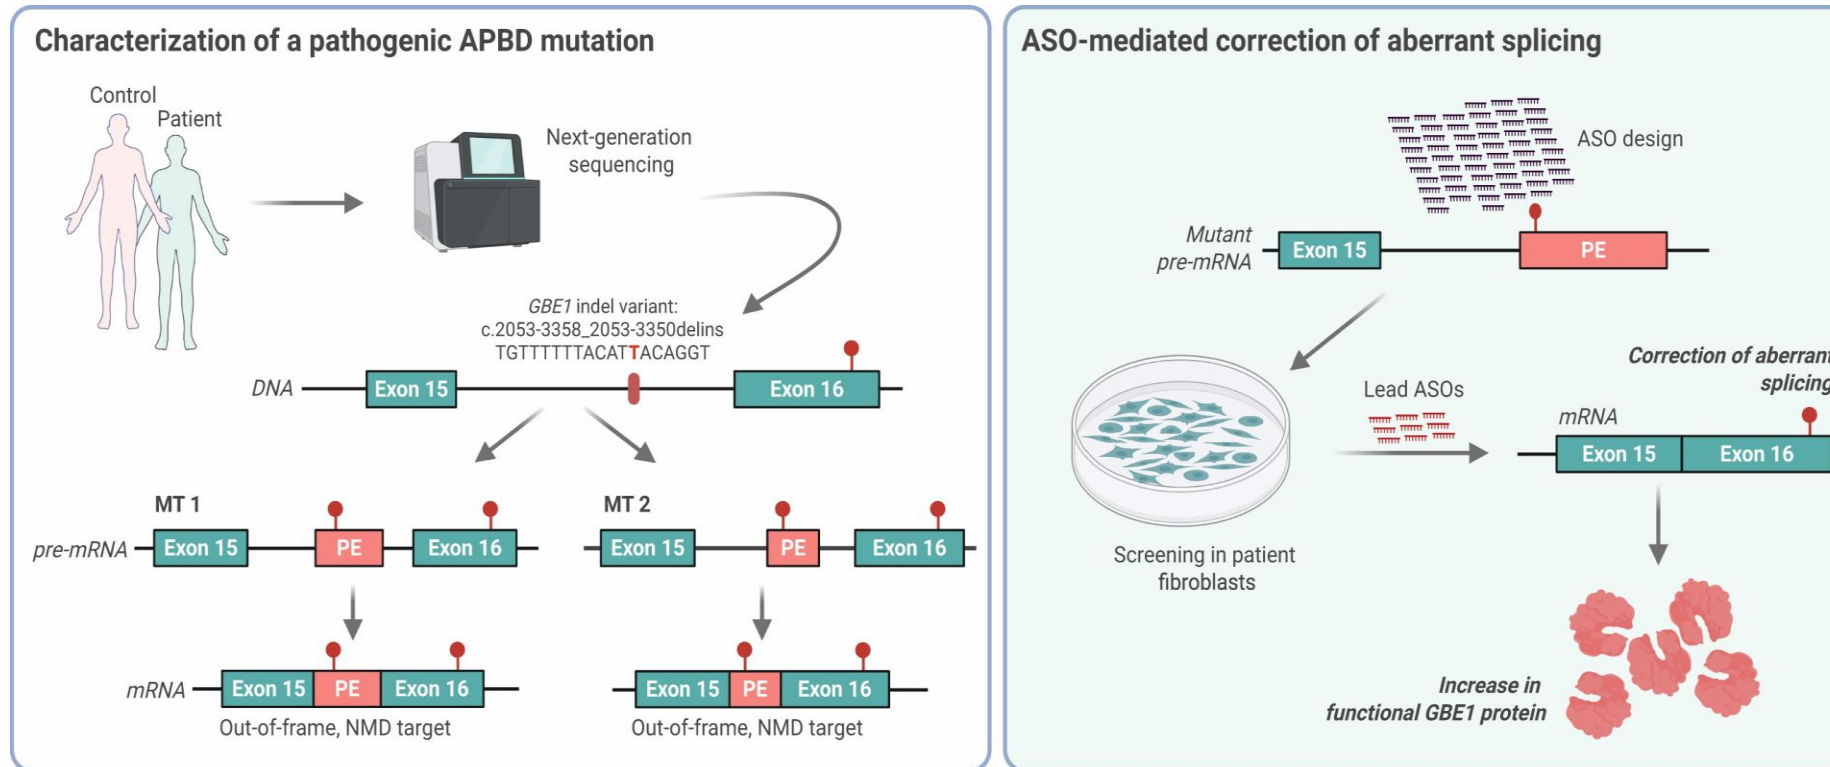 Characterization of a pathogenic APBD mutation
Control
Patient
Next-generation
sequencing
GBE1 indel variant:
c.2053-3358_2053-3350delins
TGTTTTTTACATTACAGGT
DNA
Exon 15
Exon 16
MT 1
MT 2
pre-mRNA
Exon 15
PE
Exon 16
Exon 15
PE
Exon 16
mRNA
Exon 15
PE
Exon 16
Exon 15
PE
Exon 16
Out-of-frame, NMD target
Out-of-frame, NMD target
ASO-mediated correction of aberrant splicing
ASO design
Mutant
pre-mRNA
Exon 15
PE
Correction of aberrant
splicing
Lead ASOs
mRNA
Exon 15
Exon 16
Screening in patient
fibroblasts
Increase in
functional GBE1 protein